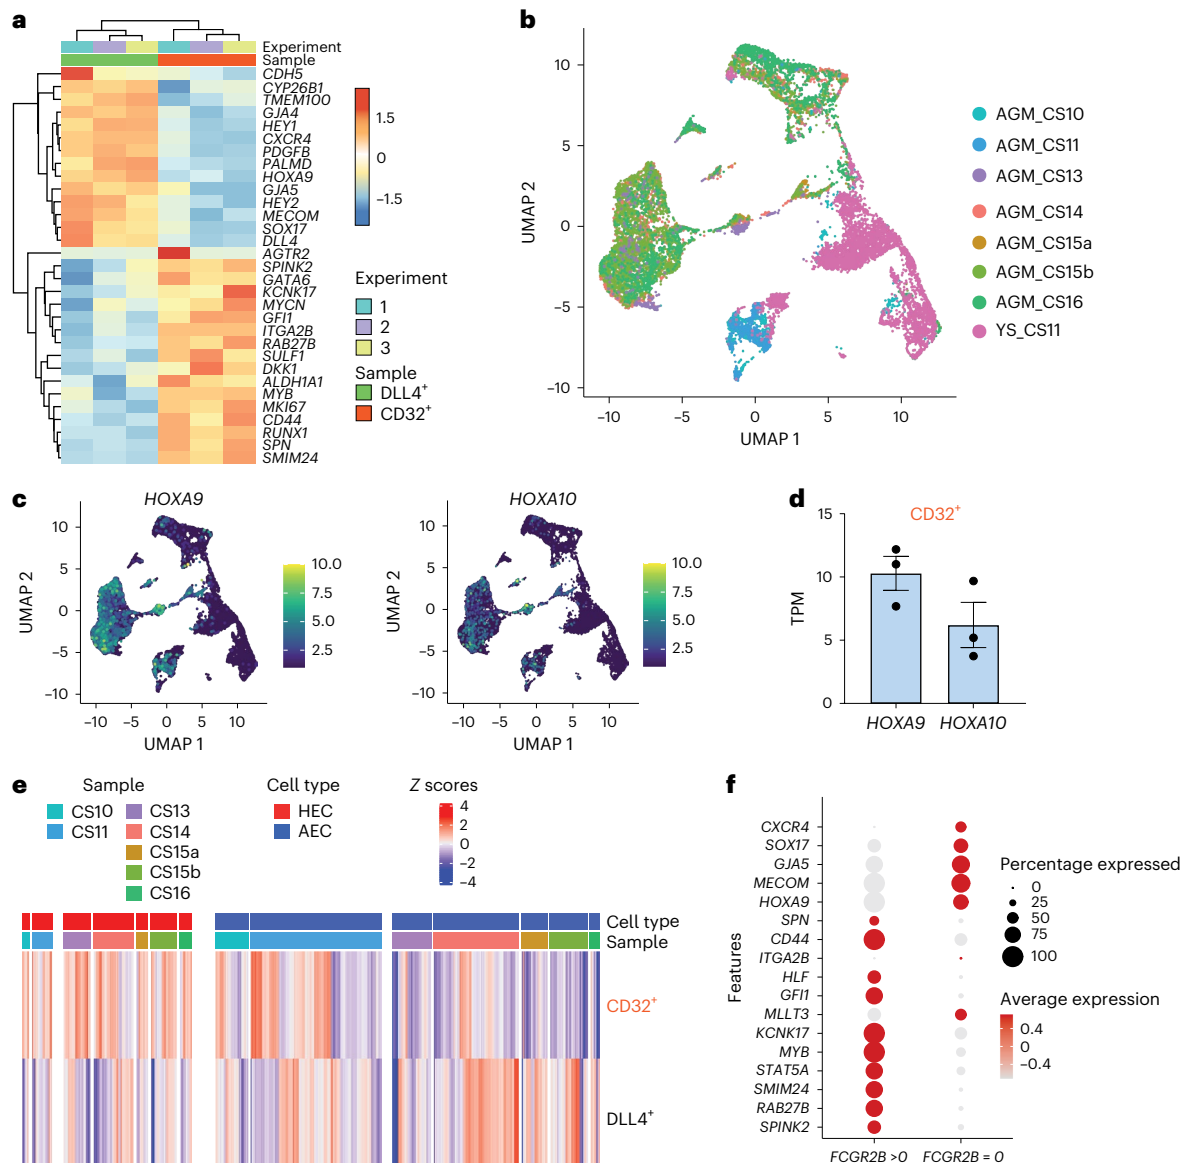 a
Experiment
Sample
CDH5
CYP26B1
TMEM100
GJA4
HEY1
CXCR4
PDGFB
PALMD
HOXA9
GJA5
HEY2
MECOM
SOX17
DLL4
AGTR2
SPINK2
GATA6
KCNK17
MYCN
GFI1
ITGA2B
RAB27B
SULF1
DKK1
ALDH1A1
MYB
MKI67
CD44
RUNX1
SPN
SMIM24
1.5
0
−1.5
Experiment
1
2
3
Sample
DLL4+
CD32+
b
10
5
0
−5
−10
UMAP 2
−10 −5 0 5 10
UMAP 1
AGM_CS10
AGM_CS11
AGM_CS13
AGM_CS14
AGM_CS15a
AGM_CS15b
AGM_CS16
YS_CS11
c
HOXA9
10
5
0
−5
−10
UMAP 2
−10 −5 0 5 10
UMAP 1
10.0
7.5
5.0
2.5
HOXA10
10
5
0
−5
−10
UMAP 2
−10 −5 0 5 10
UMAP 1
10.0
7.5
5.0
2.5
d
CD32+
15
10
5
0
TPM
HOXA9 HOXA10
e
Sample
CS10
CS11
CS13
CS14
CS15a
CS15b
CS16
Cell type
HEC
AEC
Z scores
4
2
0
−2
−4
Cell type
Sample
CD32+
DLL4+
f
Features
CXCR4
SOX17
GJA5
MECOM
HOXA9
SPN
CD44
ITGA2B
HLF
GFI1
MLLT3
KCNK17
MYB
STAT5A
SMIM24
RAB27B
SPINK2
FCGR2B >0 FCGR2B = 0
Percentage expressed
0
25
50
75
100
Average expression
0.4
0
−0.4